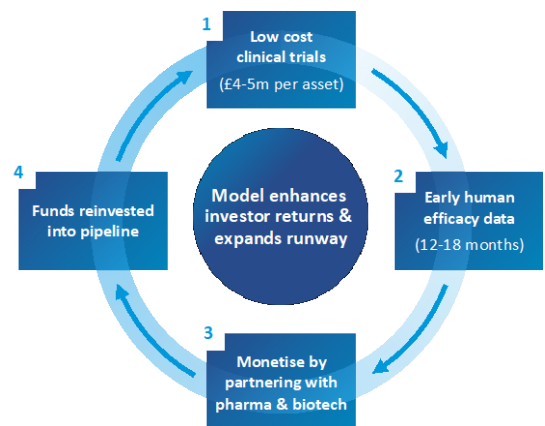 1
Low cost
clinical trials
(£4-5m per asset)
2
Early human
efficacy data
(12-18 months)
3
Monetise by
partnering with
pharma & biotech
4
Funds reinvested
into pipeline
Model enhances
investor returns &
expands runway